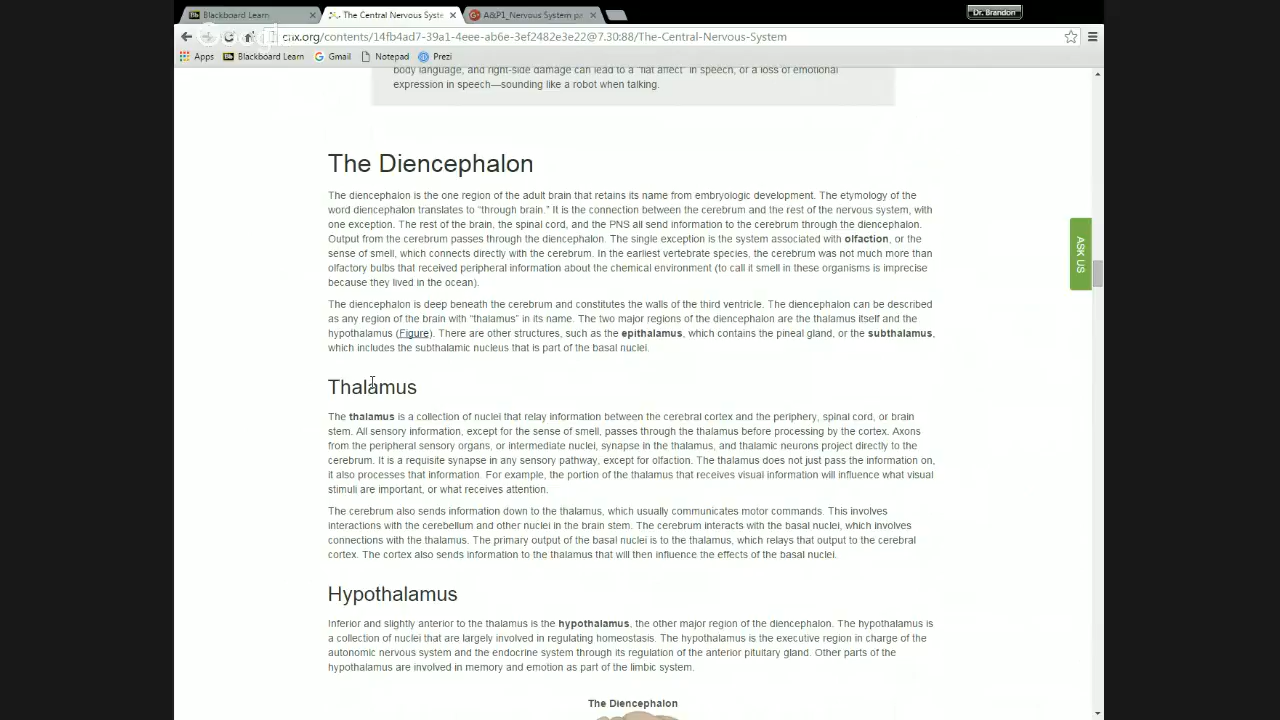 Blackboard Learn
The Central Nervous Syste
A&P1_Nervous System pr
Dr. Brandon
cnx.org/contents/14fb4ad7-39a1-4eee-ab6e-3ef2482e3e22@7.30:88/The-Central-Nervous-System
Apps Blackboard Learn Gmail Notepad Prezi
body language, and right-side damage can lead to a "flat affect" in speech, or a loss of emotional
expression in speech—sounding like a robot when talking.
The Diencephalon
The diencephalon is the one region of the adult brain that retains its name from embryologic development. The etymology of the
word diencephalon translates to “through brain.” It is the connection between the cerebrum and the rest of the nervous system, with
one exception. The rest of the brain, the spinal cord, and the PNS all send information to the cerebrum through the diencephalon.
Output from the cerebrum passes through the diencephalon. The single exception is the system associated with olfaction, or the
sense of smell, which connects directly with the cerebrum. In the earliest vertebrate species, the cerebrum was not much more than
olfactory bulbs that received peripheral information about the chemical environment (to call it smell in these organisms is imprecise
because they lived in the ocean).
The diencephalon is deep beneath the cerebrum and constitutes the walls of the third ventricle. The diencephalon can be described
as any region of the brain with “thalamus” in its name. The two major regions of the diencephalon are the thalamus itself and the
hypothalamus (Figure). There are other structures, such as the epithalamus, which contains the pineal gland, or the subthalamus,
which includes the subthalamic nucleus that is part of the basal nuclei.
Thalamus
The thalamus is a collection of nuclei that relay information between the cerebral cortex and the periphery, spinal cord, or brain
stem. All sensory information, except for the sense of smell, passes through the thalamus before processing by the cortex. Axons
from the peripheral sensory organs, or intermediate nuclei, synapse in the thalamus, and thalamic neurons project directly to the
cerebrum. It is a requisite synapse in any sensory pathway, except for olfaction. The thalamus does not just pass the information on,
it also processes that information. For example, the portion of the thalamus that receives visual information will influence what visual
stimuli are important, or what receives attention.
The cerebrum also sends information down to the thalamus, which usually communicates motor commands. This involves
interactions with the cerebellum and other nuclei in the brain stem. The cerebrum interacts with the basal nuclei, which involves
connections with the thalamus. The primary output of the basal nuclei is to the thalamus, which relays that output to the cerebral
cortex. The cortex also sends information to the thalamus that will then influence the effects of the basal nuclei.
Hypothalamus
Inferior and slightly anterior to the thalamus is the hypothalamus, the other major region of the diencephalon. The hypothalamus is
a collection of nuclei that are largely involved in regulating homeostasis. The hypothalamus is the executive region in charge of the
autonomic nervous system and the endocrine system through its regulation of the anterior pituitary gland. Other parts of the
hypothalamus are involved in memory and emotion as part of the limbic system.
The Diencephalon
ASK US